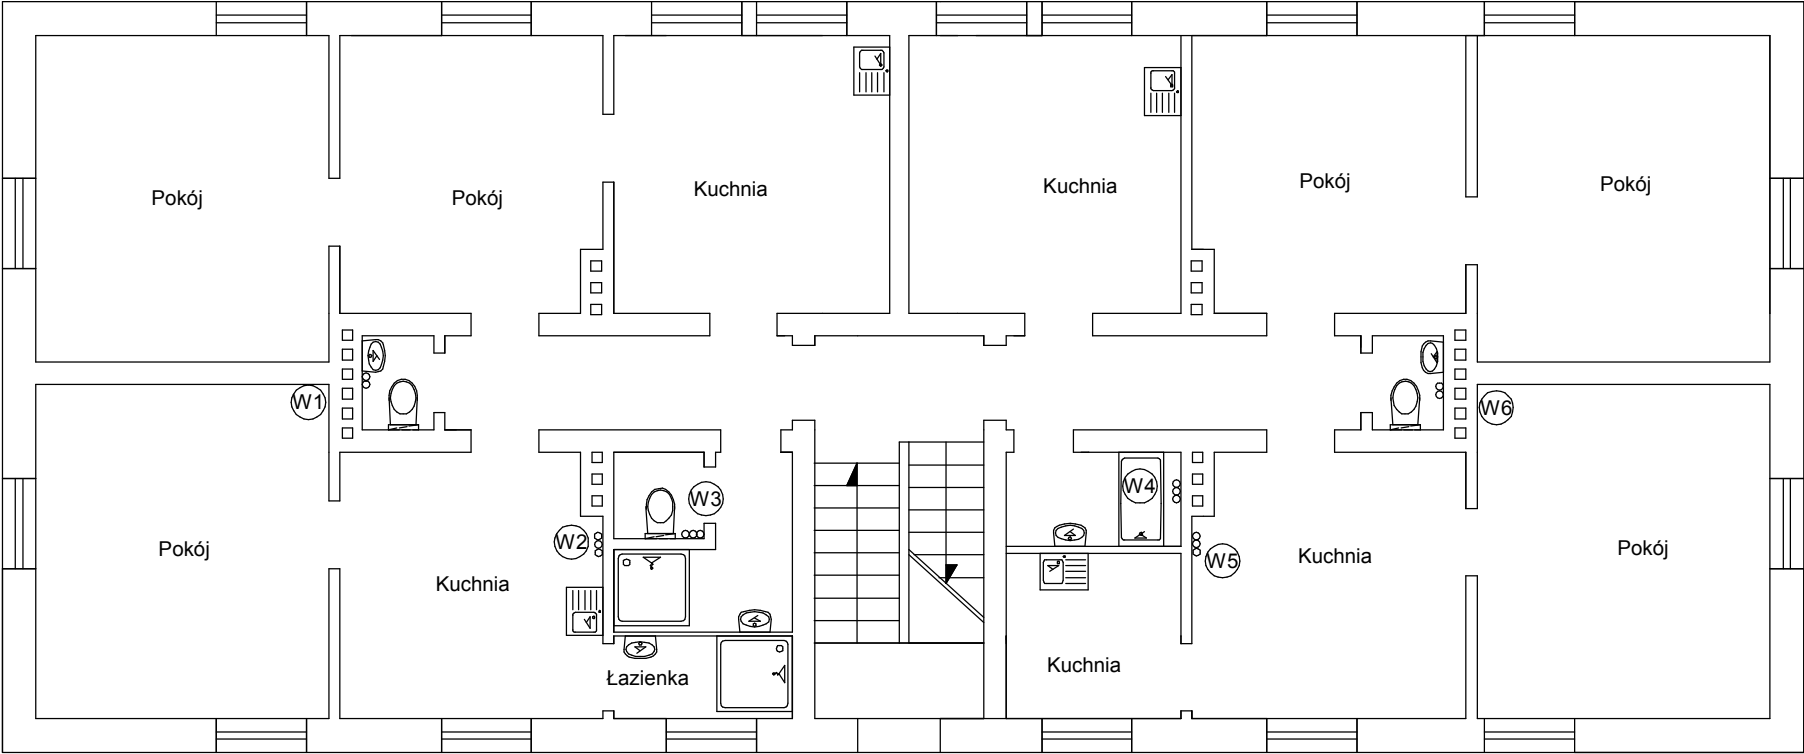 Pokój
Pokój
Kuchnia
Kuchnia
Pokój
Pokój
W1
W6
W3
W4
W2
W5
Pokój
Kuchnia
Kuchnia
Pokój
Łazienka
Kuchnia